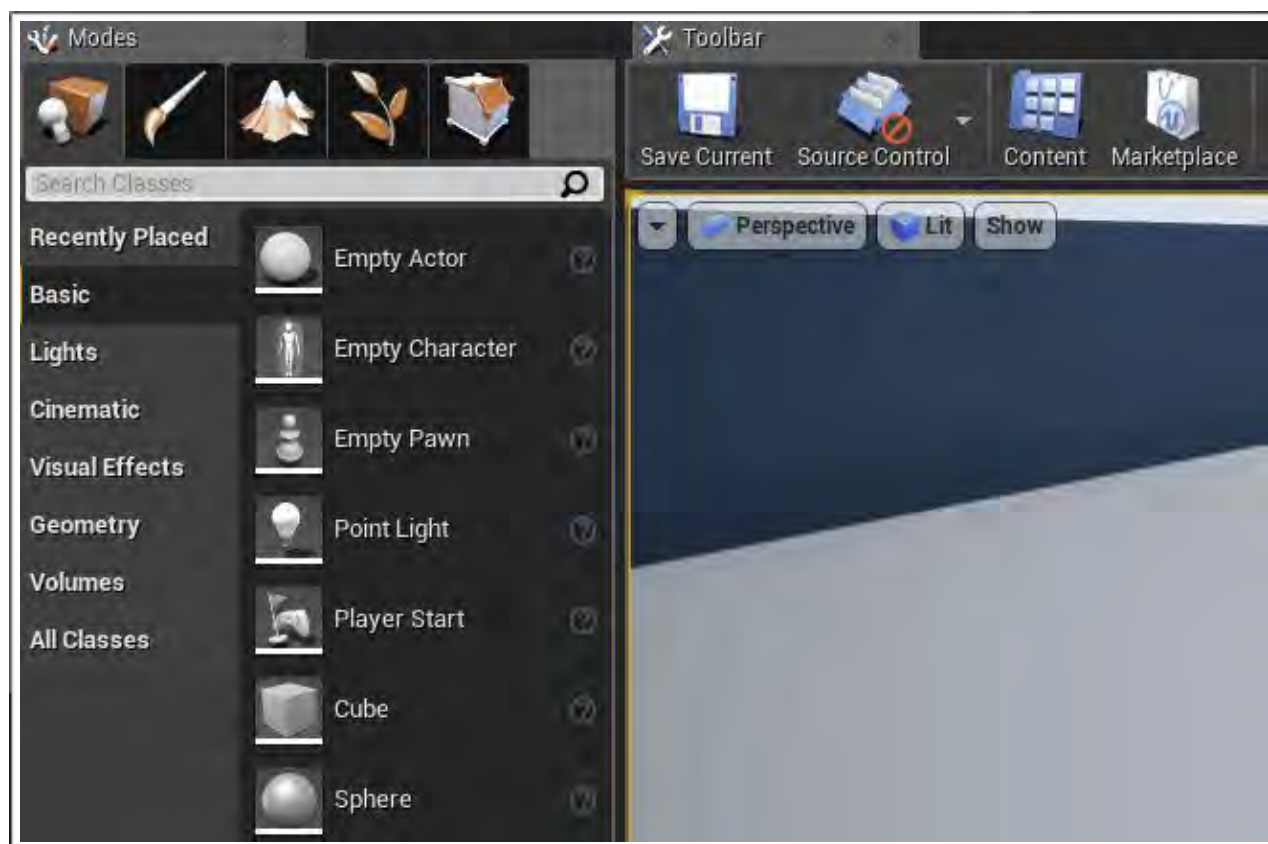 Modes
Toolbar
Save Current
Source Control
Content
Marketplace
Search Classes
Recently Placed
Basic
Lights
Cinematic
Visual Effects
Geometry
Volumes
All Classes
Empty Actor
Empty Character
Empty Pawn
Point Light
Player Start
Cube
Sphere
Perspective
Lit
Show